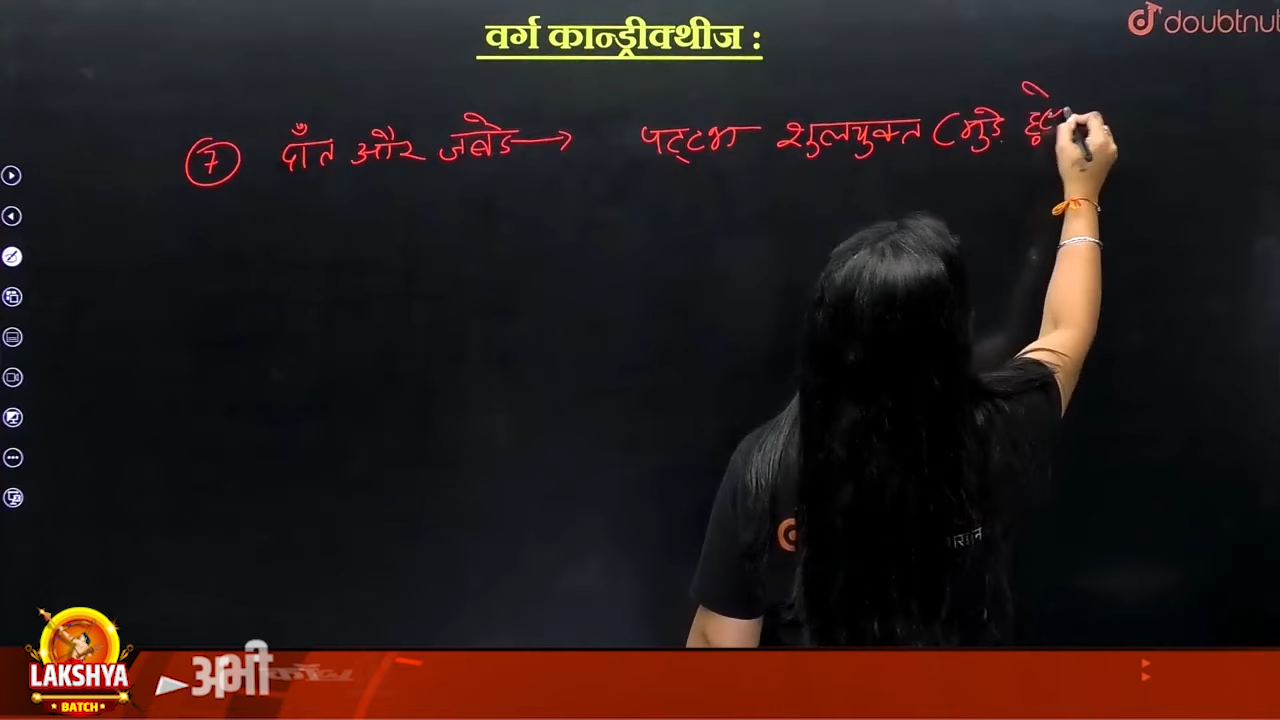 वर्ग कान्ड्रीक्थीज :
doubtnut
7 दाँत और जबड़े → पट्टाभ शुलयुक्त (मुड़े
LAKSHYA
BATCH
अभी